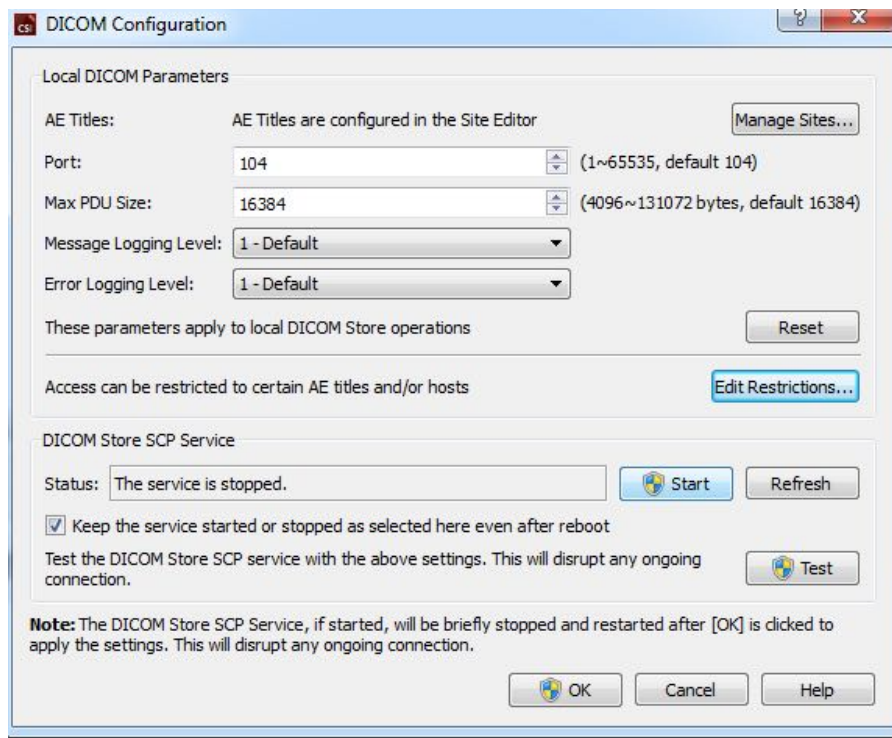 CSI DICOM Configuration ?
Local DICOM Parameters
AE Titles: AE Titles are configured in the Site Editor Manage Sites...
Port: 104 (1~65535, default 104)
Max PDU Size: 16384 (4096~131072 bytes, default 16384)
Message Logging Level: 1 - Default
Error Logging Level: 1 - Default
These parameters apply to local DICOM Store operations Reset
Access can be restricted to certain AE titles and/or hosts Edit Restrictions...
DICOM Store SCP Service
Status: The service is stopped. Start Refresh
Keep the service started or stopped as selected here even after reboot
Test the DICOM Store SCP service with the above settings. This will disrupt any ongoing
connection. Test
Note: The DICOM Store SCP Service, if started, will be briefly stopped and restarted after [OK] is clicked to
apply the settings. This will disrupt any ongoing connection.
OK Cancel Help